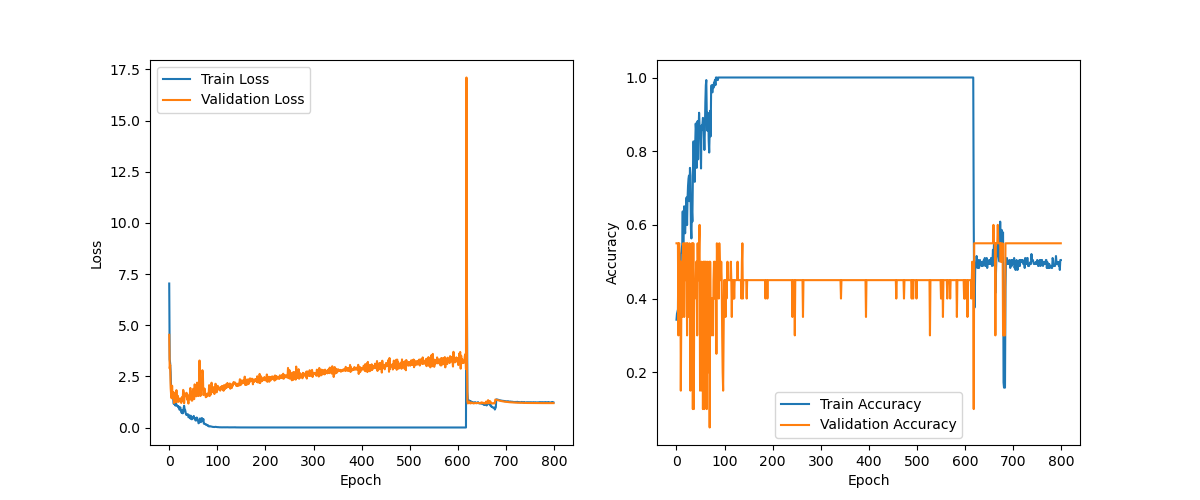 17.5
15.0
12.5
10.0
7.5
5.0
2.5
0.0
Loss
Train Loss
Validation Loss
0 100 200 300 400 500 600 700 800
Epoch
1.0
0.8
0.6
0.4
0.2
Accuracy
Train Accuracy
Validation Accuracy
0 100 200 300 400 500 600 700 800
Epoch